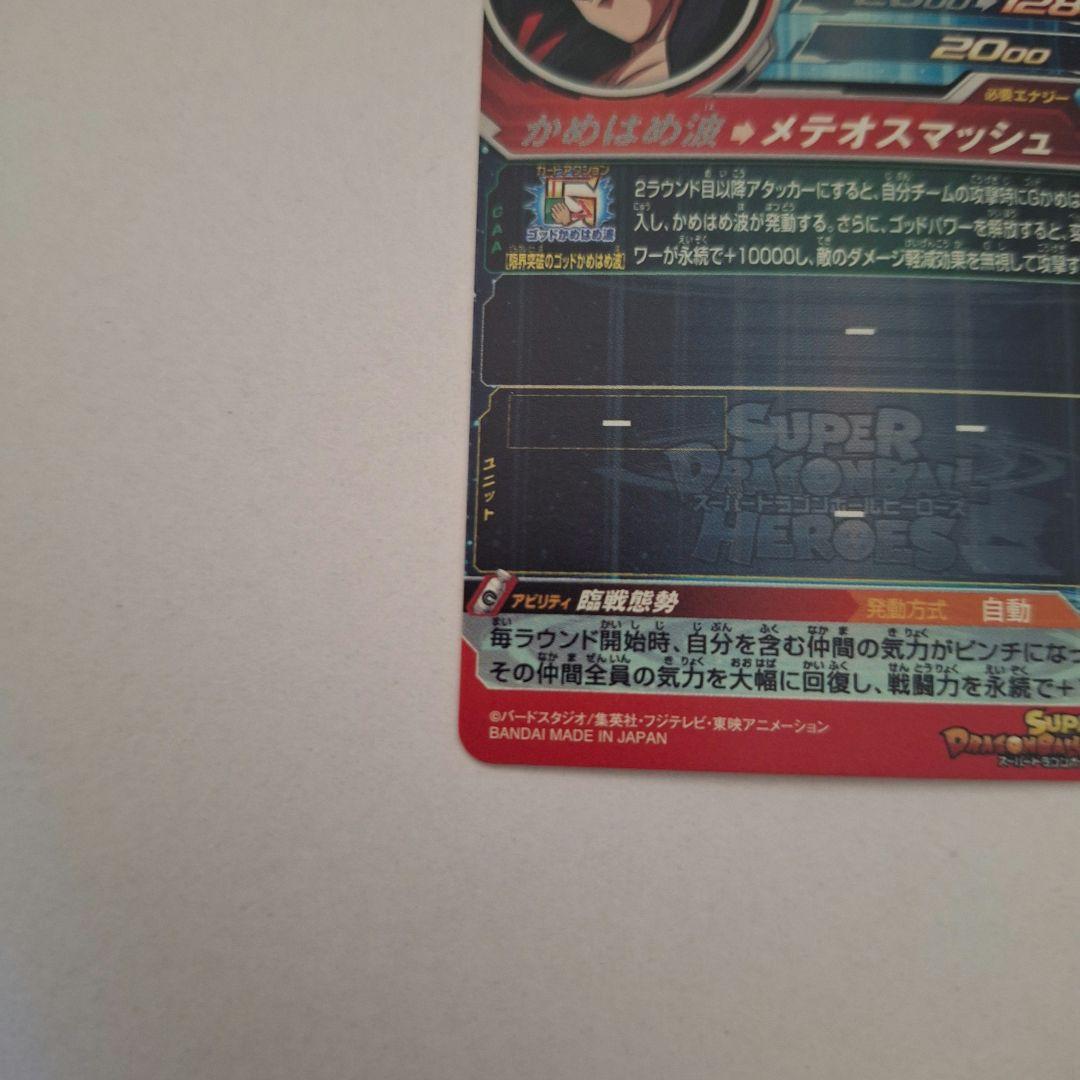 2000
必要エナジー
かめはめ波➡メテオスマッシュ
カードアクション
ゴッドかめはめ波
[限界突破のゴッドかめはめ波]
CAA
2ラウンド目以降アタッカーにすると、自分チームの攻撃時にGかめは
入し、かめはめ波が発動する。さらに、ゴッドパワーを解放すると、
ワーが永続で+10000し、敵のダメージ軽減効果を無視して攻撃す
ー
ー ー
ー
ユニット
SUPER
DRAGONBALL
スーパードラゴンボールヒーローズ
HEROES
アビリティ 臨戦態勢 発動方式 自動
毎ラウンド開始時、自分を含む仲間の気力がピンチになっ
その仲間全員の気力を大幅に回復し、戦闘力を永続で+
©バードスタジオ/集英社・フジテレビ・東映アニメーション
BANDAI MADE IN JAPAN